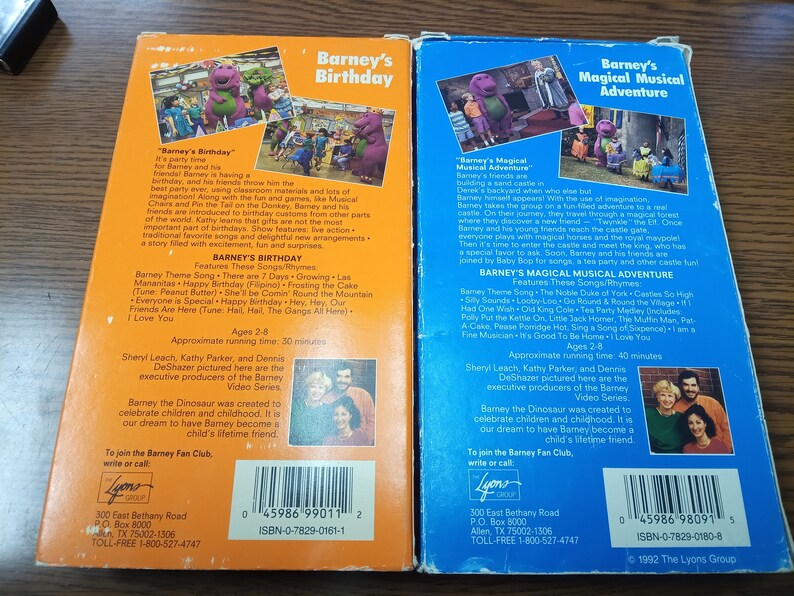 Barney's
Birthday
"Barney's Birthday"
It's party time
for Barney and his
friends! Barney is having a
birthday, and his friends throw him the
best party ever, using classroom materials and lots of
imagination! Along with the fun and games, like Musical
Chairs and Pin the Tail on the Donkey, Barney and his
friends are introduced to birthday customs from other parts
of the world. Kathy learns that gifts are not the most
important part of birthdays. Show features: live action •
traditional favorite songs and delightful new arrangements •
a story filled with excitement, fun and surprises.
BARNEY'S BIRTHDAY
Features These Songs/Rhymes:
Barney Theme Song • There are 7 Days • Growing • Las
Mananitas • Happy Birthday (Filipino) • Frosting the Cake
(Tune: Peanut Butter) • She'll be Comin' Round the Mountain
• Everyone is Special • Happy Birthday • Hey, Hey, Our
Friends Are Here (Tune: Hail, Hail, The Gangs All Here) •
I Love You
Ages 2-8
Approximate running time: 30 minutes
Sheryl Leach, Kathy Parker, and Dennis
DeShazer pictured here are the
executive producers of the Barney
Video Series.
Barney the Dinosaur was created to
celebrate children and childhood. It is
our dream to have Barney become a
child's lifetime friend.
To join the Barney Fan Club,
write or call:
THE
Lyons
GROUP
300 East Bethany Road
P.O. Box 8000
Allen, TX 75002-1306
TOLL-FREE 1-800-527-4747
0 45986 99011 2
ISBN-0-7829-0161-1
Barney's
Magical Musical
Adventure
"Barney's Magical
Musical Adventure"
Barney's friends are
building a sand castle in
Derek's backyard when who else but
Barney himself appears! With the use of imagination,
Barney takes the group on a fun-filled adventure to a real
castle. On their journey, they travel through a magical forest
where they discover a new friend — "Twynkle" the Elf. Once
Barney and his young friends reach the castle gate,
everyone plays with magical horses and the royal maypole!
Then it's time to enter the castle and meet the king, who has
a special favor to ask. Soon, Barney and his friends are
joined by Baby Bop for songs, a tea party and other castle fun!
BARNEY'S MAGICAL MUSICAL ADVENTURE
Features These Songs/Rhymes:
Barney Theme Song • The Noble Duke of York • Castles So High
• Silly Sounds • Looby-Loo • Go Round & Round the Village • If I
Had One Wish • Old King Cole • Tea Party Medley (Includes:
Polly Put the Kettle On, Little Jack Horner, The Muffin Man, Pat-
A-Cake, Pease Porridge Hot, Sing a Song of Sixpence) • I am a
Fine Musician • It's Good To Be Home • I Love You
Ages 2-8
Approximate running time: 40 minutes
Sheryl Leach, Kathy Parker, and Dennis
DeShazer pictured here are the
executive producers of the Barney
Video Series.
Barney the Dinosaur was created to
celebrate children and childhood. It is
our dream to have Barney become a
child's lifetime friend.
To join the Barney Fan Club,
write or call:
THE
Lyons
GROUP
300 East Bethany Road
P.O. Box 8000
Allen, TX 75002-1306
TOLL-FREE 1-800-527-4747
0 45986 98091 5
ISBN-0-7829-0180-8
© 1992 The Lyons Group